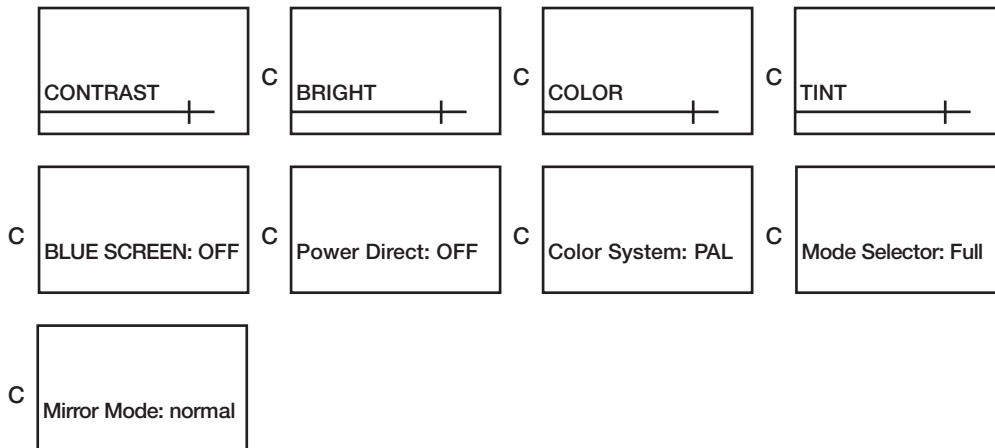 CONTRAST C BRIGHT C COLOR C TINT
C BLUE SCREEN: OFF C Power Direct: OFF C Color System: PAL C Mode Selector: Full
C Mirror Mode: normal